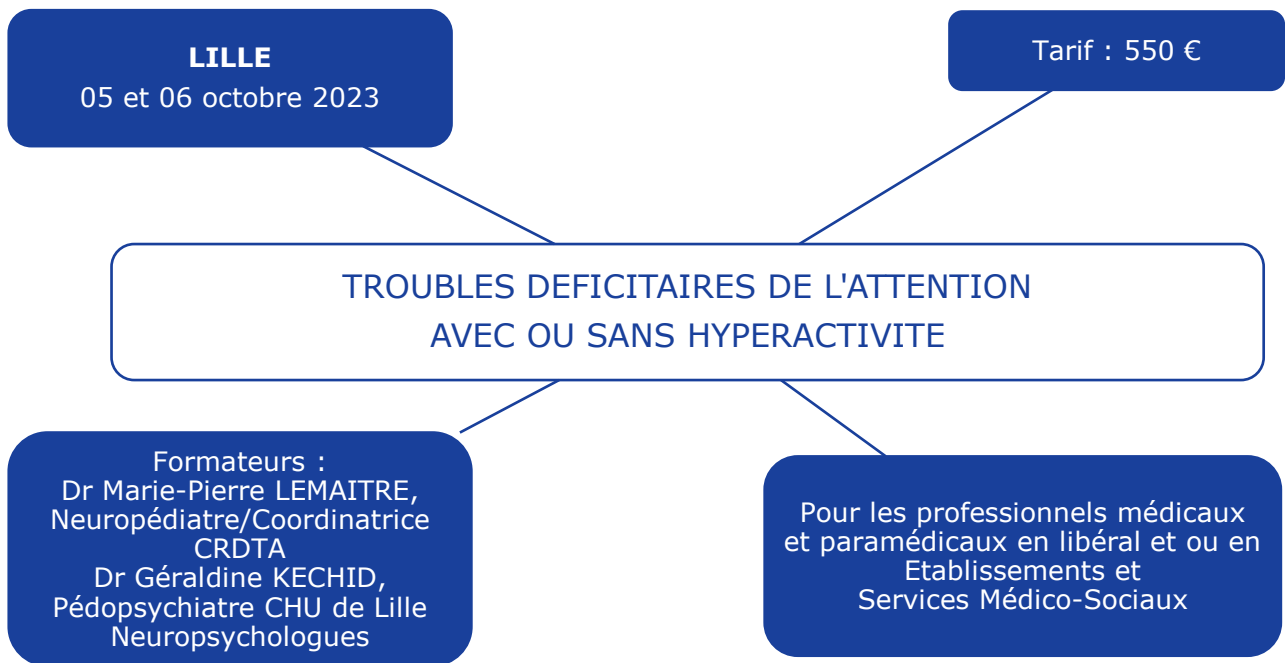 LILLE
05 et 06 octobre 2023
Tarif : 550 €
TROUBLES DEFICITAIRES DE L'ATTENTION
AVEC OU SANS HYPERACTIVITE
Formateurs :
Dr Marie-Pierre LEMAITRE,
Neuropédiatre/Coordinatrice
CRDTA
Dr Géraldine KECHID,
Pédopsychiatre CHU de Lille
Neuropsychologues
Pour les professionnels médicaux
et paramédicaux en libéral et ou en
Etablissements et
Services Médico-Sociaux